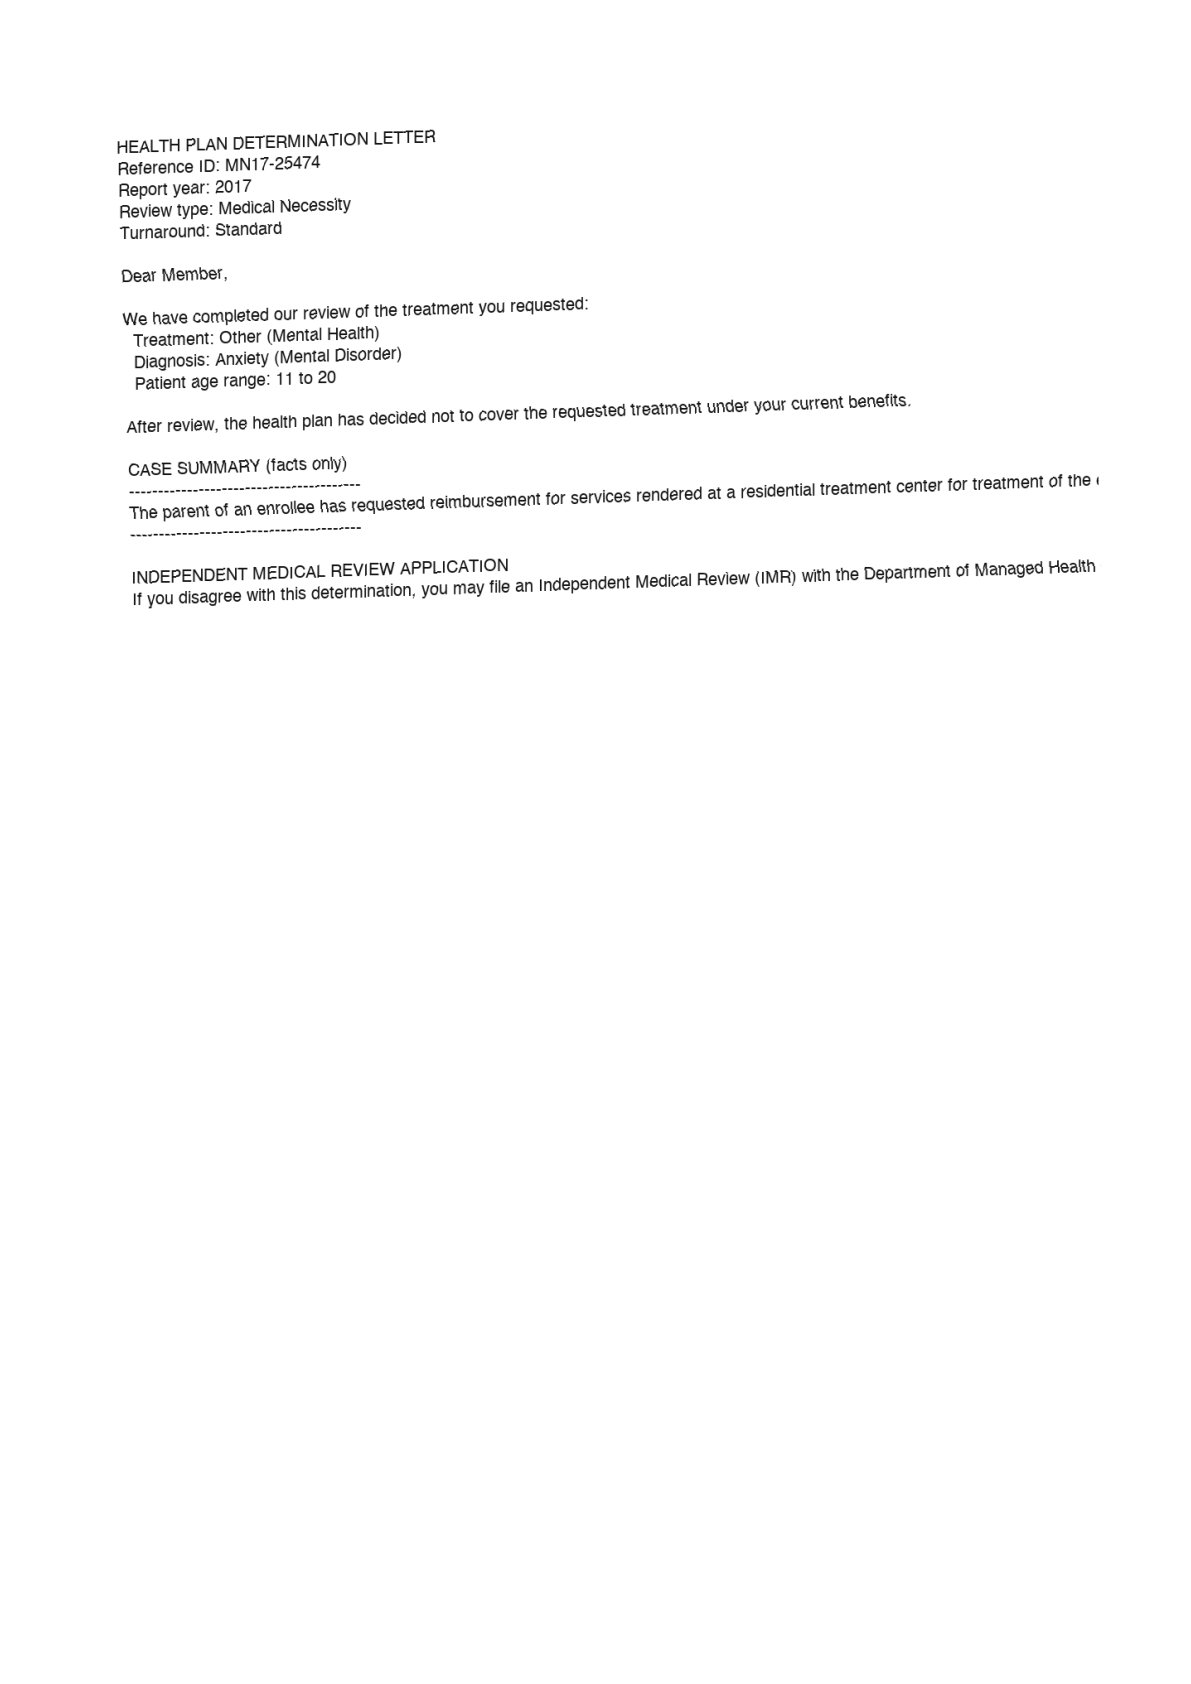 HEALTH PLAN DETERMINATION LETTER
Reference ID: MN17-25474
Report year: 2017
Review type: Medical Necessity
Turnaround: Standard
Dear Member,
We have completed our review of the treatment you requested:
Treatment: Other (Mental Health)
Diagnosis: Anxiety (Mental Disorder)
Patient age range: 11 to 20
After review, the health plan has decided not to cover the requested treatment under your current benefits.
CASE SUMMARY (facts only)
----------------------------------------
The parent of an enrollee has requested reimbursement for services rendered at a residential treatment center for treatment of the
----------------------------------------
INDEPENDENT MEDICAL REVIEW APPLICATION
If you disagree with this determination, you may file an Independent Medical Review (IMR) with the Department of Managed Health